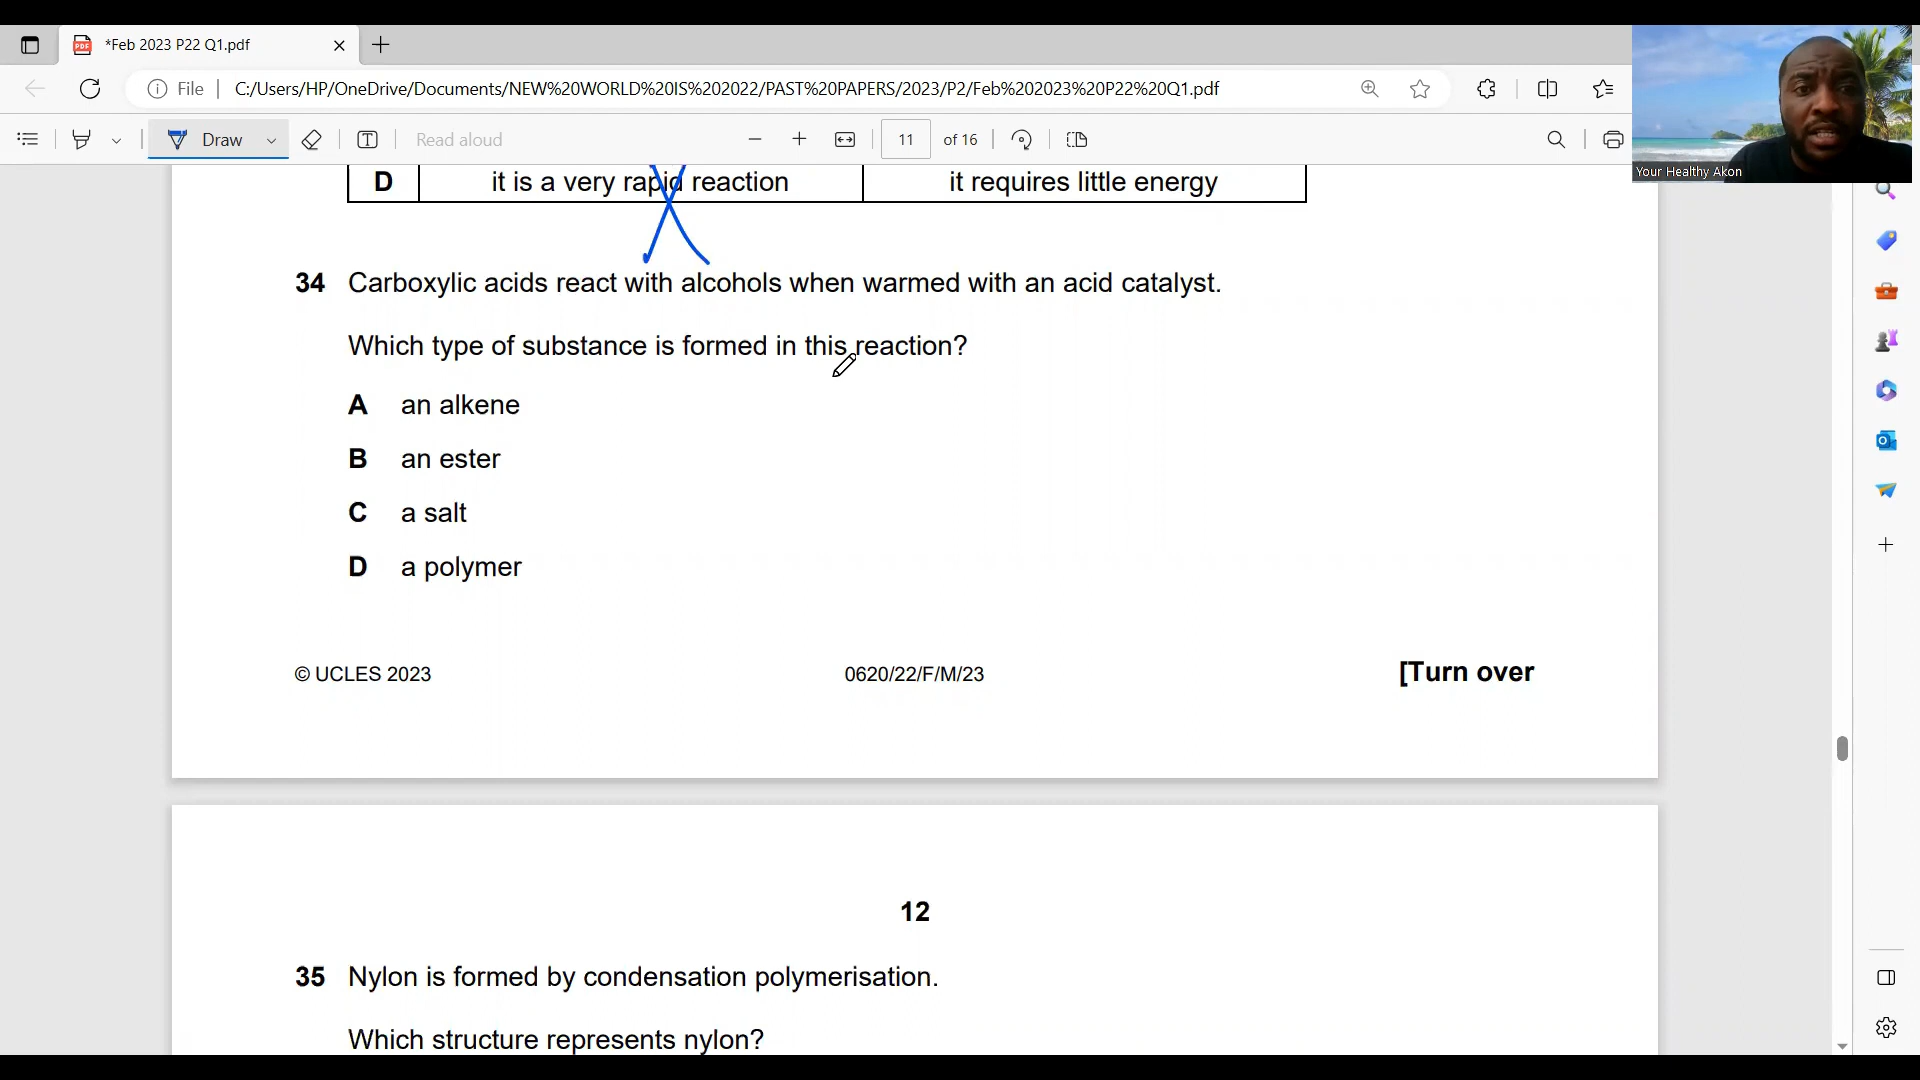 *Feb 2023 P22 Q1.pdf
File
C:/Users/HP/OneDrive/Documents/NEW%20WORLD%20IS%202022/PAST%20PAPERS/2023/P2/Feb%202023%20P22%20Q1.pdf
Draw
Read aloud
11 of 16
Your Healthy Akon
D it is a very rapid reaction it requires little energy
34 Carboxylic acids react with alcohols when warmed with an acid catalyst.
Which type of substance is formed in this reaction?
A an alkene
B an ester
C a salt
D a polymer
© UCLES 2023 0620/22/F/M/23 [Turn over
12
35 Nylon is formed by condensation polymerisation.
Which structure represents nylon?